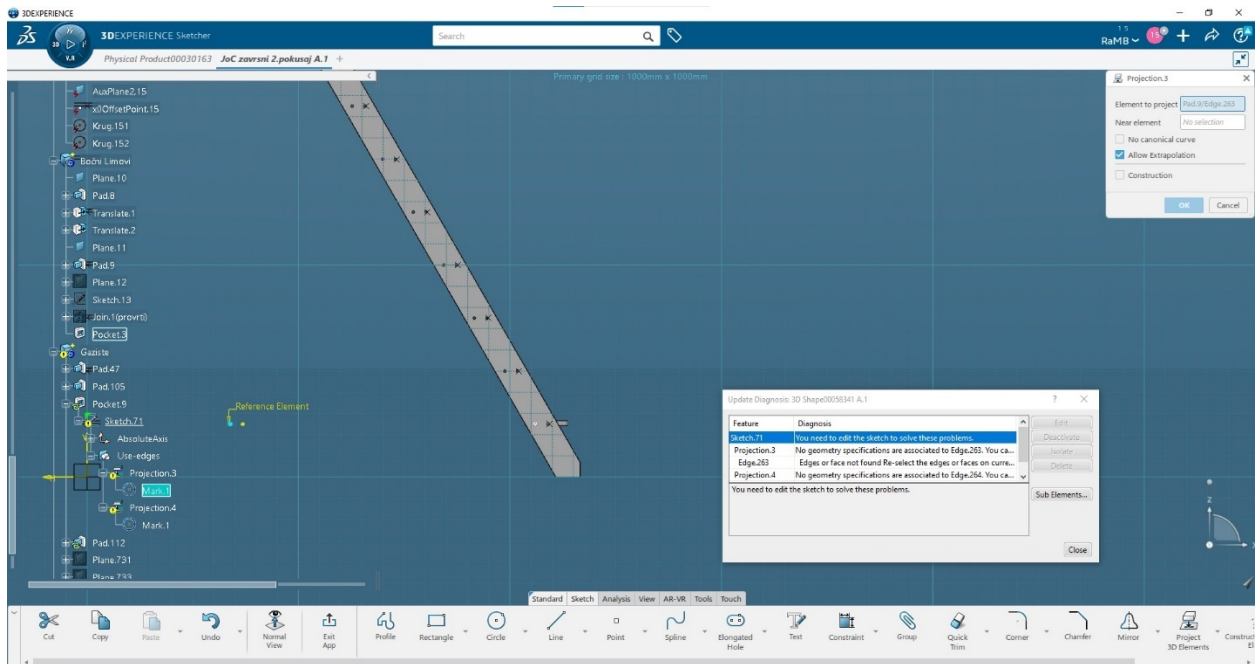 3DEXPERIENCE
3DEXPERIENCE Sketcher
Search
1 5
RaMB
Physical Product00030163 JoC zavrsni 2.pokusaj A.1 +
Primary grid size : 1000mm x 1000mm
AuxPlane2.15
x0OffsetPoint.15
Krug.151
Krug.152
Bočni Limovi
Plane.10
Pad.8
Translate.1
Translate.2
Plane.11
Pad.9
Plane.12
Sketch.13
Join.1(provrti)
Pocket.3
Gaziste
Pad.47
Pad.105
Pocket.9
Sketch.71
AbsoluteAxis
Use-edges
Projection.3
Mark.1
Projection.4
Mark.1
Pad.112
Plane.731
Plane.733
Reference Element
Projection.3
Element to project Pad.9/Edge.263
Near element No selection
No canonical curve
Allow Extrapolation
Construction
OK Cancel
Update Diagnosis: 3D Shape00058341 A.1 ?
Feature Diagnosis
Sketch.71 You need to edit the sketch to solve these problems.
Projection.3 No geometry specifications are associated to Edge.263. You ca...
Edge.263 Edges or face not found Re-select the edges or faces on curre...
Projection.4 No geometry specifications are associated to Edge.264. You ca...
You need to edit the sketch to solve these problems.
Edit
Deactivate
Isolate
Delete
Sub Elements...
Close
z
x
Standard Sketch Analysis View AR-VR Tools Touch
Cut Copy Paste Undo Normal View Exit App Profile Rectangle Circle Line Point Spline Elongated Hole Text Constraint Group Quick Trim Corner Chamfer Mirror Project 3D Elements